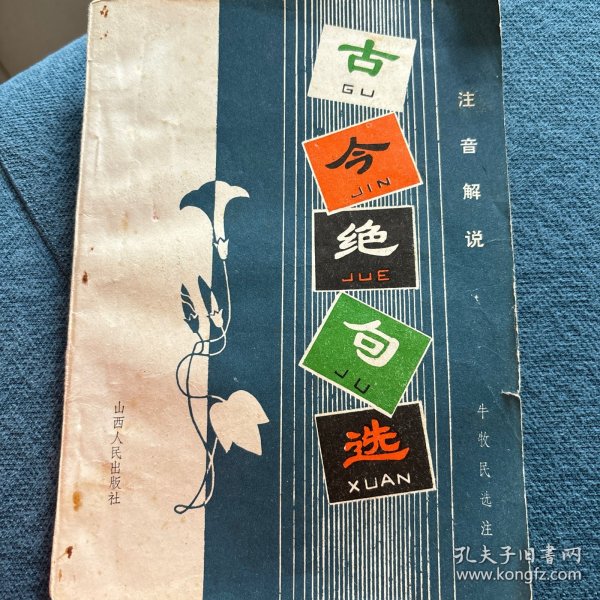 古
GU
今
JIN
绝
JUE
句
JU
选
XUAN
注音解说
牛牧民选注
山西人民出版社
孔夫子旧书网
www.kongfz.com